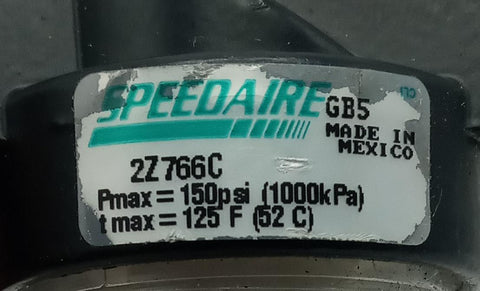 SPEEDAIRE
GB5
MADE IN
MEXICO
2Z766C
Pmax = 150psi (1000kPa)
t max = 125 F (52 C)